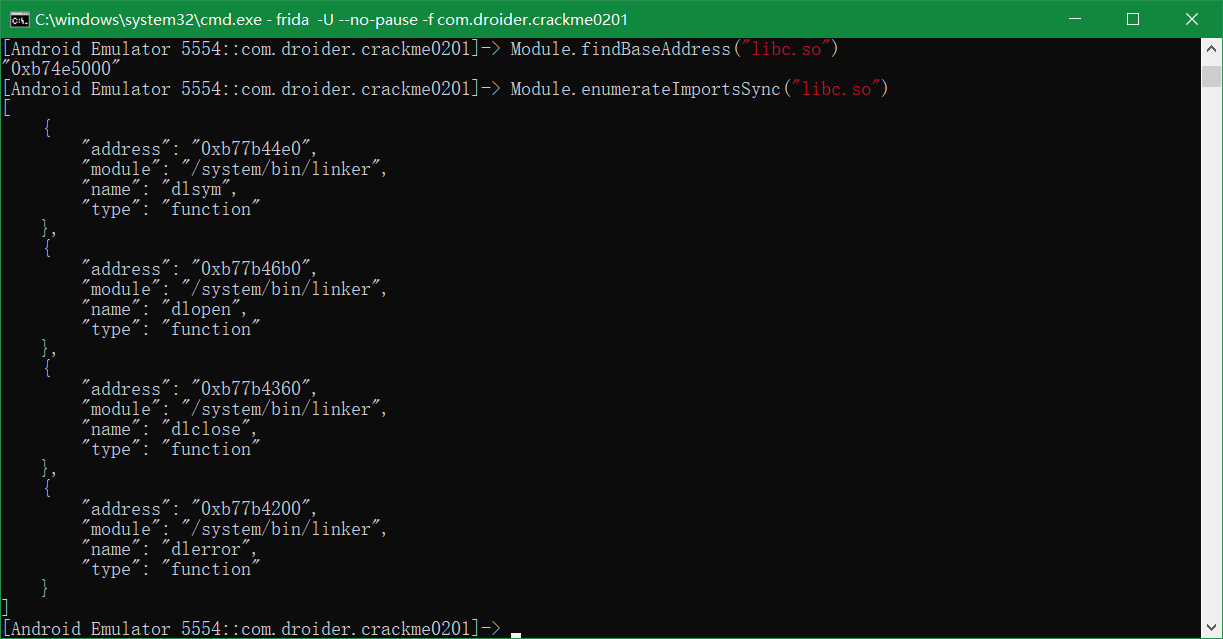 C:\windows\system32\cmd.exe - frida  -U --no-pause -f com.droider.crackme0201
[Android Emulator 5554::com.droider.crackme0201]-> Module.findBaseAddress("libc.so")
"0xb74e5000"
[Android Emulator 5554::com.droider.crackme0201]-> Module.enumerateImportsSync("libc.so")
[
    {
        "address": "0xb77b44e0",
        "module": "/system/bin/linker",
        "name": "dlsym",
        "type": "function"
    },
    {
        "address": "0xb77b46b0",
        "module": "/system/bin/linker",
        "name": "dlopen",
        "type": "function"
    },
    {
        "address": "0xb77b4360",
        "module": "/system/bin/linker",
        "name": "dlclose",
        "type": "function"
    },
    {
        "address": "0xb77b4200",
        "module": "/system/bin/linker",
        "name": "dlerror",
        "type": "function"
    }
]
[Android Emulator 5554::com.droider.crackme0201]->